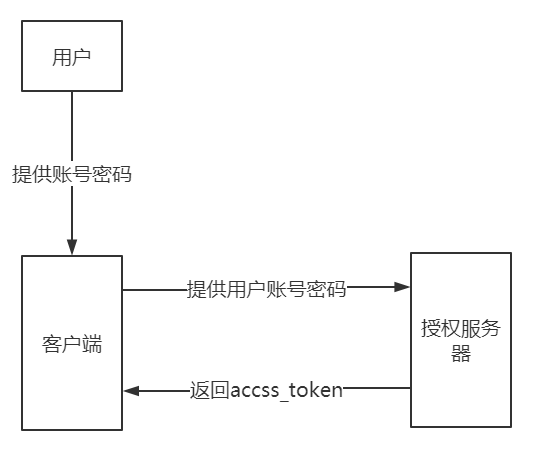 用户
提供账号密码
提供用户账号密码
客户端
授权服务
器
返回accss_token